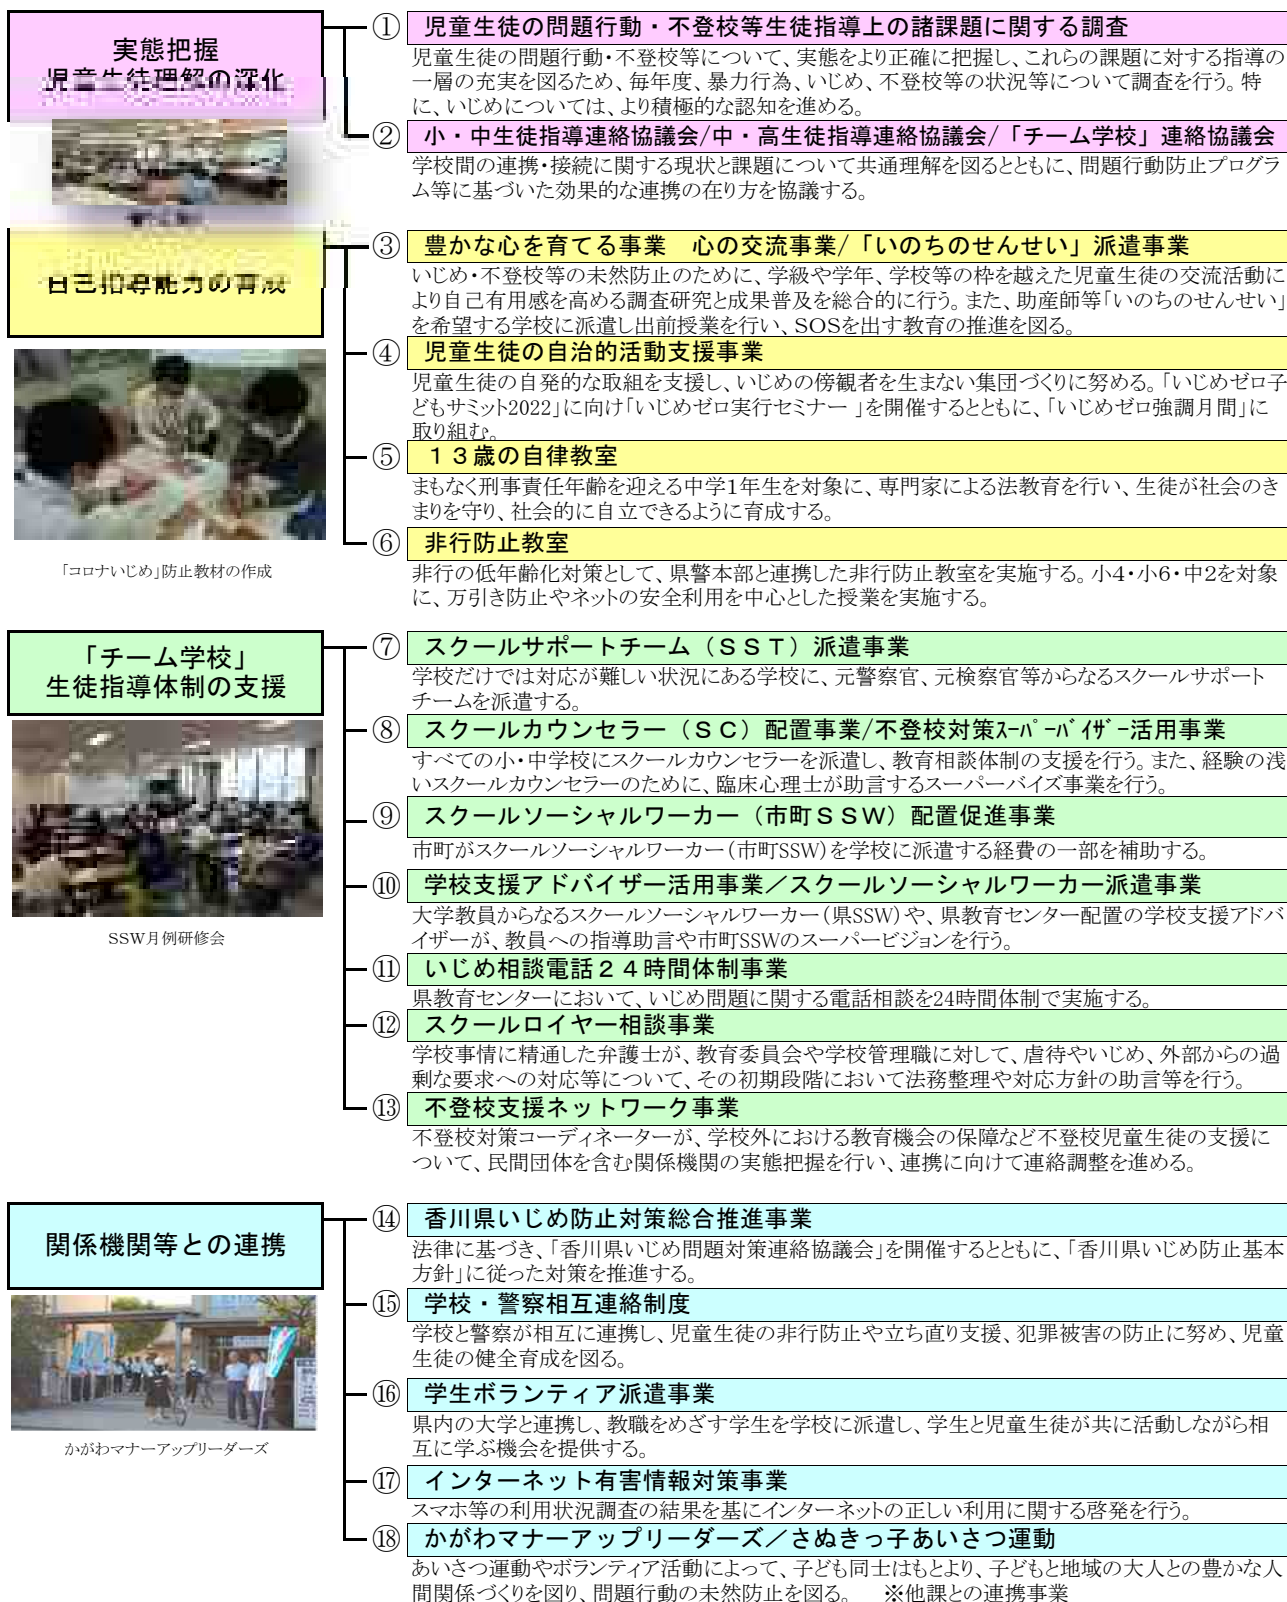 実態把握
児童生徒理解の深化
① 児童生徒の問題行動・不登校等生徒指導上の諸課題に関する調査
児童生徒の問題行動・不登校等について、実態をより正確に把握し、これらの課題に対する指導の
一層の充実を図るため、毎年度、暴力行為、いじめ、不登校等の状況等について調査を行う。特
に、いじめについては、より積極的な認知を進める。
② 小・中生徒指導連絡協議会/中・高生徒指導連絡協議会/「チーム学校」連絡協議会
学校間の連携・接続に関する現状と課題について共通理解を図るとともに、問題行動防止プログラ
ム等に基づいた効果的な連携の在り方を協議する。
自己指導能力の育成
③ 豊かな心を育てる事業　心の交流事業/「いのちのせんせい」派遣事業
いじめ・不登校等の未然防止のために、学級や学年、学校等の枠を越えた児童生徒の交流活動に
より自己有用感を高める調査研究と成果普及を総合的に行う。また、助産師等「いのちのせんせい」
を希望する学校に派遣し出前授業を行い、SOSを出す教育の推進を図る。
④ 児童生徒の自治的活動支援事業
児童生徒の自発的な取組を支援し、いじめの傍観者を生まない集団づくりに努める。「いじめゼロ子
どもサミット2022」に向け「いじめゼロ実行セミナー 」を開催するとともに、「いじめゼロ強調月間」に
取り組む。
⑤ １３歳の自律教室
まもなく刑事責任年齢を迎える中学1年生を対象に、専門家による法教育を行い、生徒が社会のき
まりを守り、社会的に自立できるように育成する。
⑥ 非行防止教室
非行の低年齢化対策として、県警本部と連携した非行防止教室を実施する。小4・小6・中2を対象
に、万引き防止やネットの安全利用を中心とした授業を実施する。
「コロナいじめ」防止教材の作成
「チーム学校」
生徒指導体制の支援
⑦ スクールサポートチーム（ＳＳＴ）派遣事業
学校だけでは対応が難しい状況にある学校に、元警察官、元検察官等からなるスクールサポート
チームを派遣する。
⑧ スクールカウンセラー（ＳＣ）配置事業/不登校対策ｽｰﾊﾟｰﾊﾞｲｻﾞｰ活用事業
すべての小・中学校にスクールカウンセラーを派遣し、教育相談体制の支援を行う。また、経験の浅
いスクールカウンセラーのために、臨床心理士が助言するスーパーバイズ事業を行う。
⑨ スクールソーシャルワーカー（市町ＳＳＷ）配置促進事業
市町がスクールソーシャルワーカー（市町SSW）を学校に派遣する経費の一部を補助する。
⑩ 学校支援アドバイザー活用事業／スクールソーシャルワーカー派遣事業
大学教員からなるスクールソーシャルワーカー（県SSW）や、県教育センター配置の学校支援アドバ
イザーが、教員への指導助言や市町SSWのスーパービジョンを行う。
SSW月例研修会
⑪ いじめ相談電話２４時間体制事業
県教育センターにおいて、いじめ問題に関する電話相談を24時間体制で実施する。
⑫ スクールロイヤー相談事業
学校事情に精通した弁護士が、教育委員会や学校管理職に対して、虐待やいじめ、外部からの過
剰な要求への対応等について、その初期段階において法務整理や対応方針の助言等を行う。
⑬ 不登校支援ネットワーク事業
不登校対策コーディネーターが、学校外における教育機会の保障など不登校児童生徒の支援に
ついて、民間団体を含む関係機関の実態把握を行い、連携に向けて連絡調整を進める。
関係機関等との連携
⑭ 香川県いじめ防止対策総合推進事業
法律に基づき、「香川県いじめ問題対策連絡協議会」を開催するとともに、「香川県いじめ防止基本
方針」に従った対策を推進する。
⑮ 学校・警察相互連絡制度
学校と警察が相互に連携し、児童生徒の非行防止や立ち直り支援、犯罪被害の防止に努め、児童
生徒の健全育成を図る。
⑯ 学生ボランティア派遣事業
県内の大学と連携し、教職をめざす学生を学校に派遣し、学生と児童生徒が共に活動しながら相
互に学ぶ機会を提供する。
かがわマナーアップリーダーズ
⑰ インターネット有害情報対策事業
スマホ等の利用状況調査の結果を基にインターネットの正しい利用に関する啓発を行う。
⑱ かがわマナーアップリーダーズ／さぬきっ子あいさつ運動
あいさつ運動やボランティア活動によって、子ども同士はもとより、子どもと地域の大人との豊かな人
間関係づくりを図り、問題行動の未然防止を図る。　※他課との連携事業